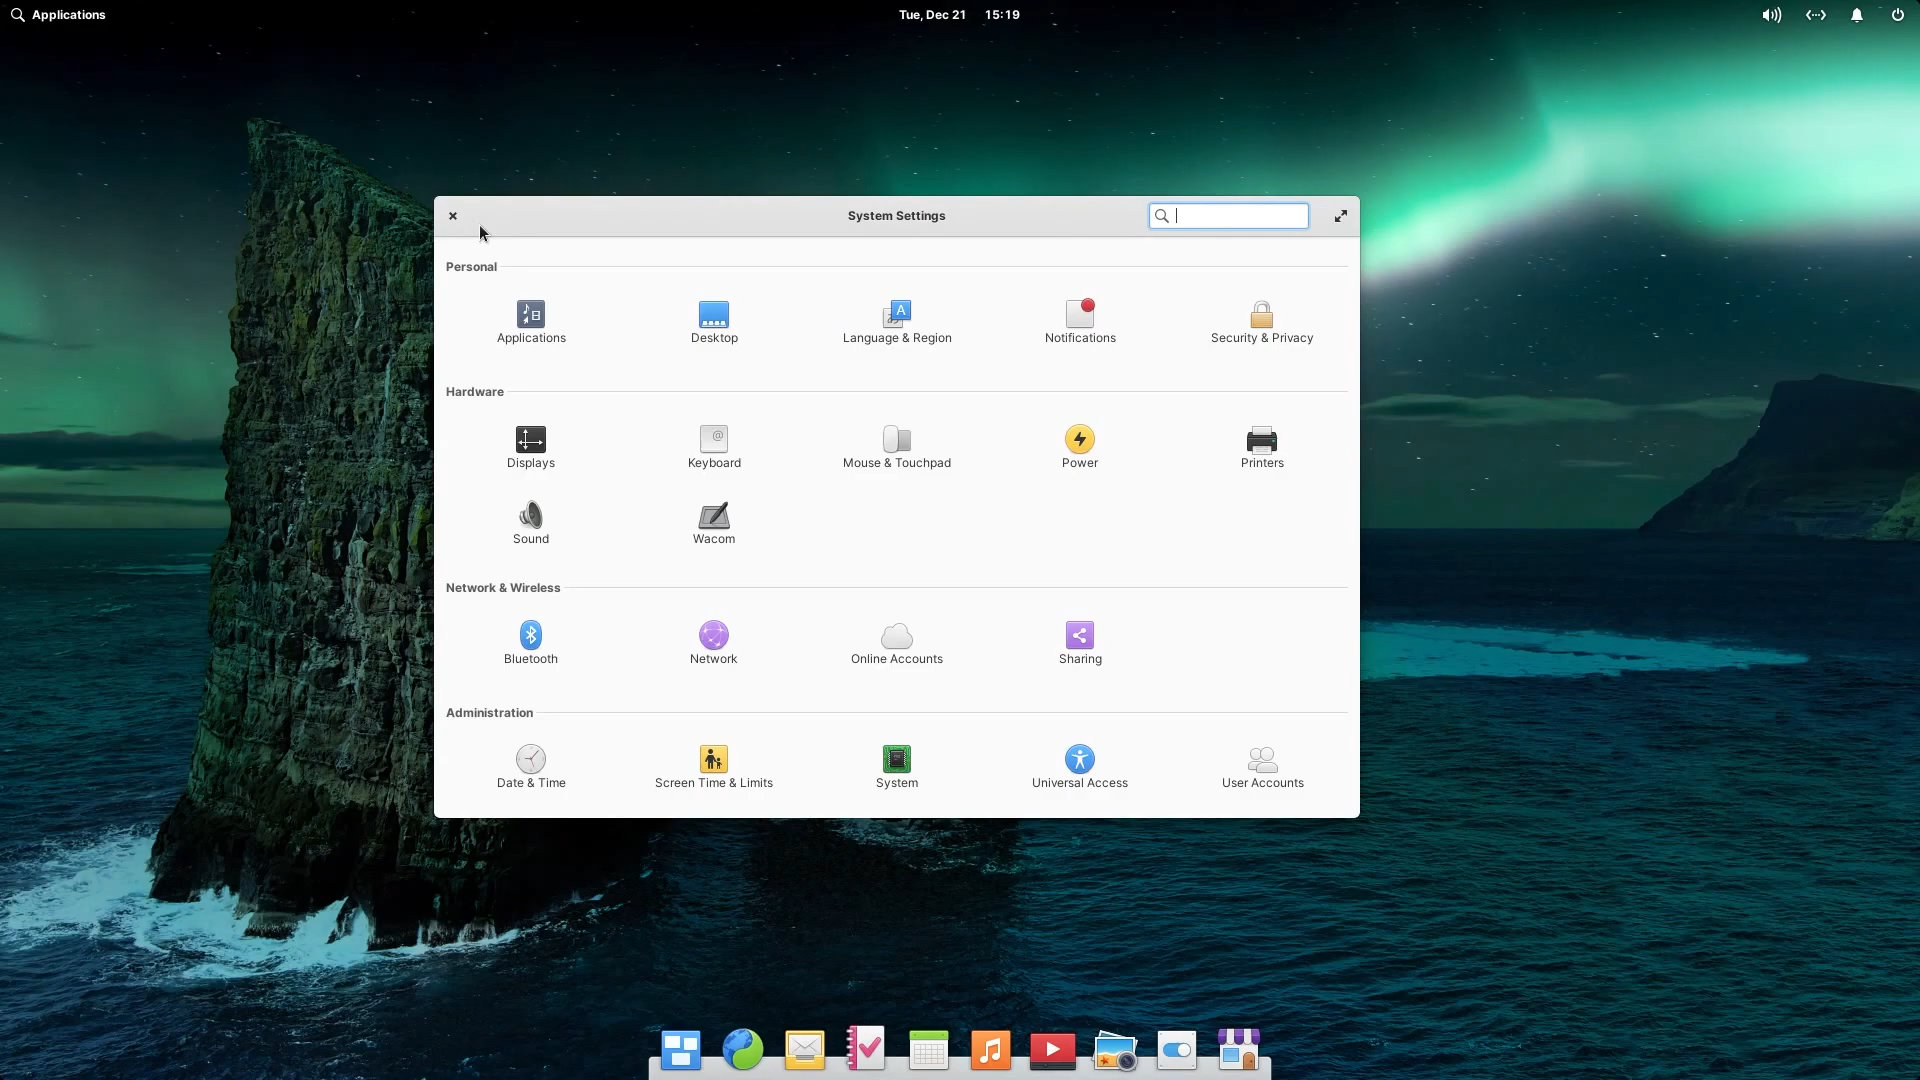 Applications
Tue, Dec 21 15:19
System Settings
Personal
Applications
Desktop
Language & Region
Notifications
Security & Privacy
Hardware
Displays
Keyboard
Mouse & Touchpad
Power
Printers
Sound
Wacom
Network & Wireless
Bluetooth
Network
Online Accounts
Sharing
Administration
Date & Time
Screen Time & Limits
System
Universal Access
User Accounts